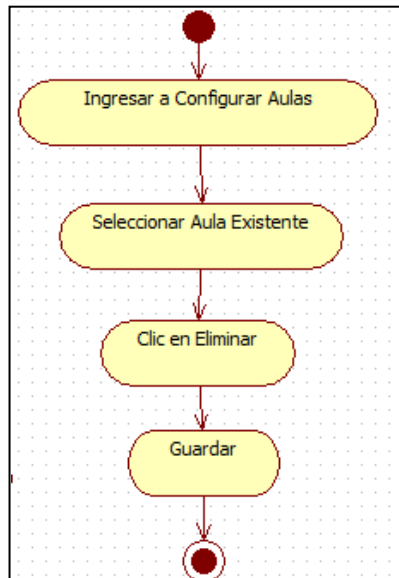 Ingresar a Configurar Aulas
Seleccionar Aula Existente
Clic en Eliminar
Guardar